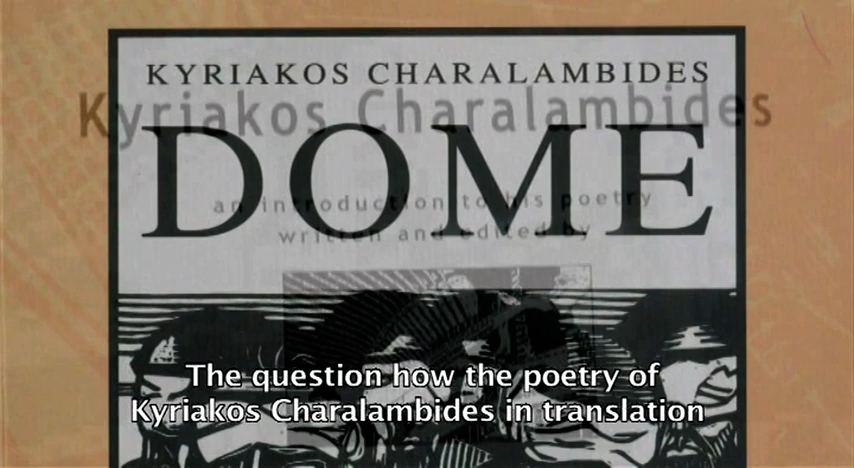 KYRIAKOS CHARALAMBIDES
Kyriakos Charalambides
DOME
an introduction to his poetry
written and edited by
The question how the poetry of
Kyriakos Charalambides in translation